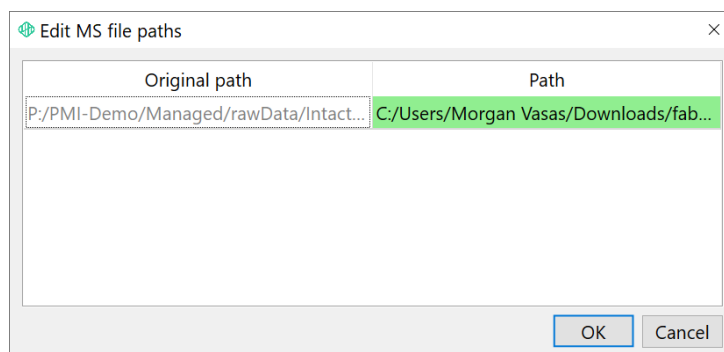 Edit MS file paths
Original path Path
P:/PMI-Demo/Managed/rawData/Intact... C:/Users/Morgan Vasas/Downloads/fab...
OK Cancel